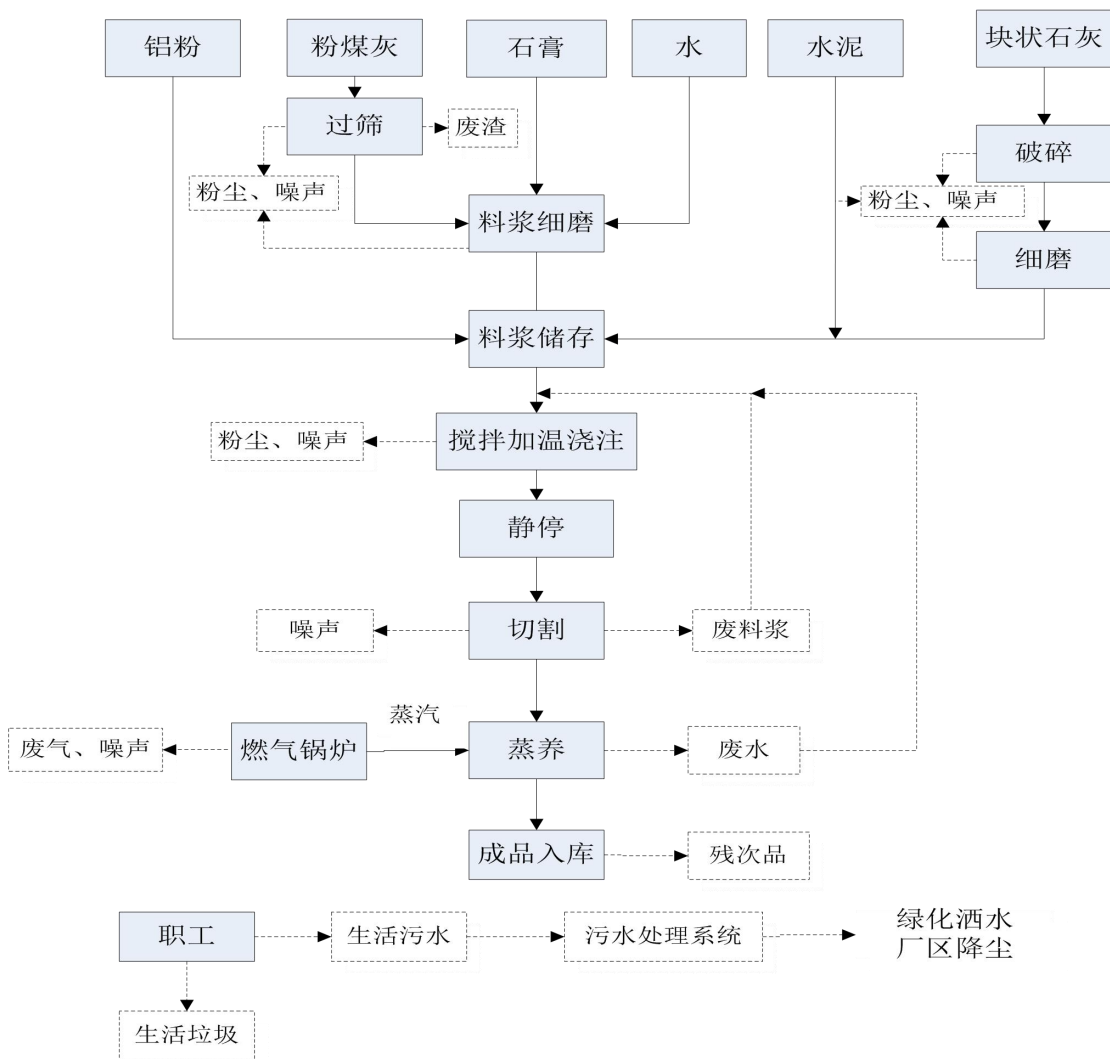 铝粉
粉煤灰
石膏
水
水泥
块状石灰
过筛
废渣
破碎
粉尘、噪声
粉尘、噪声
料浆细磨
细磨
料浆储存
粉尘、噪声
搅拌加温浇注
静停
噪声
切割
废料浆
蒸汽
废气、噪声
燃气锅炉
蒸养
废水
成品入库
残次品
职工
生活污水
污水处理系统
绿化洒水
厂区降尘
生活垃圾